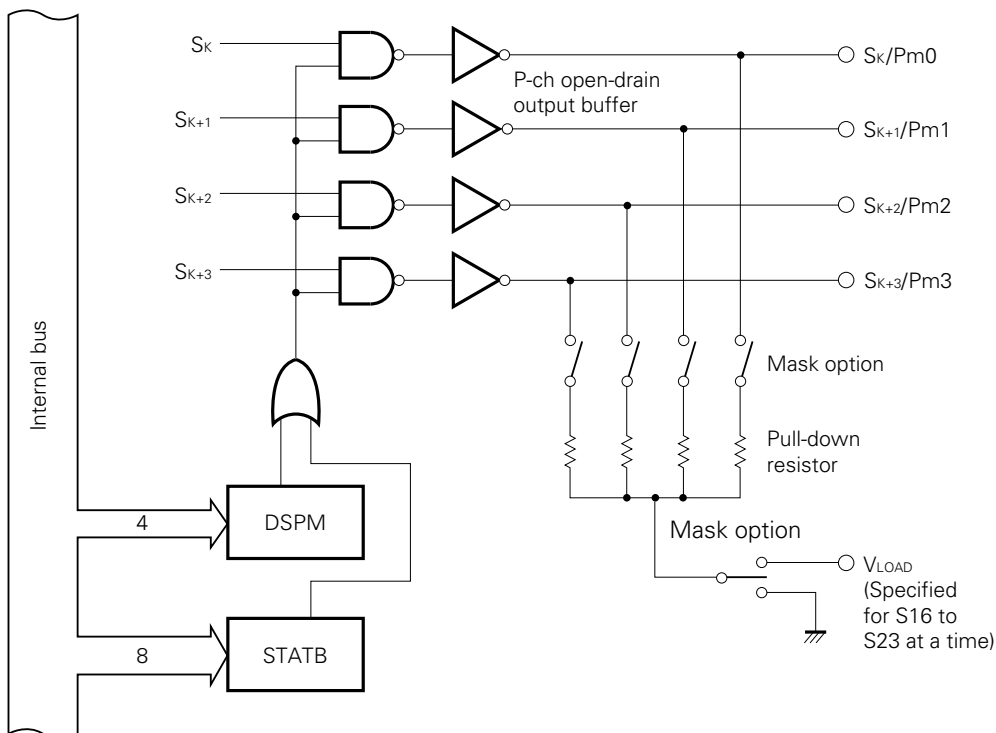 SK
SK+1
SK+2
SK+3
P-ch open-drain
output buffer
SK/Pm0
SK+1/Pm1
SK+2/Pm2
SK+3/Pm3
Internal bus
Mask option
Pull-down
resistor
4
DSPM
Mask option
VLOAD
(Specified
for S16 to
S23 at a time)
8
STATB